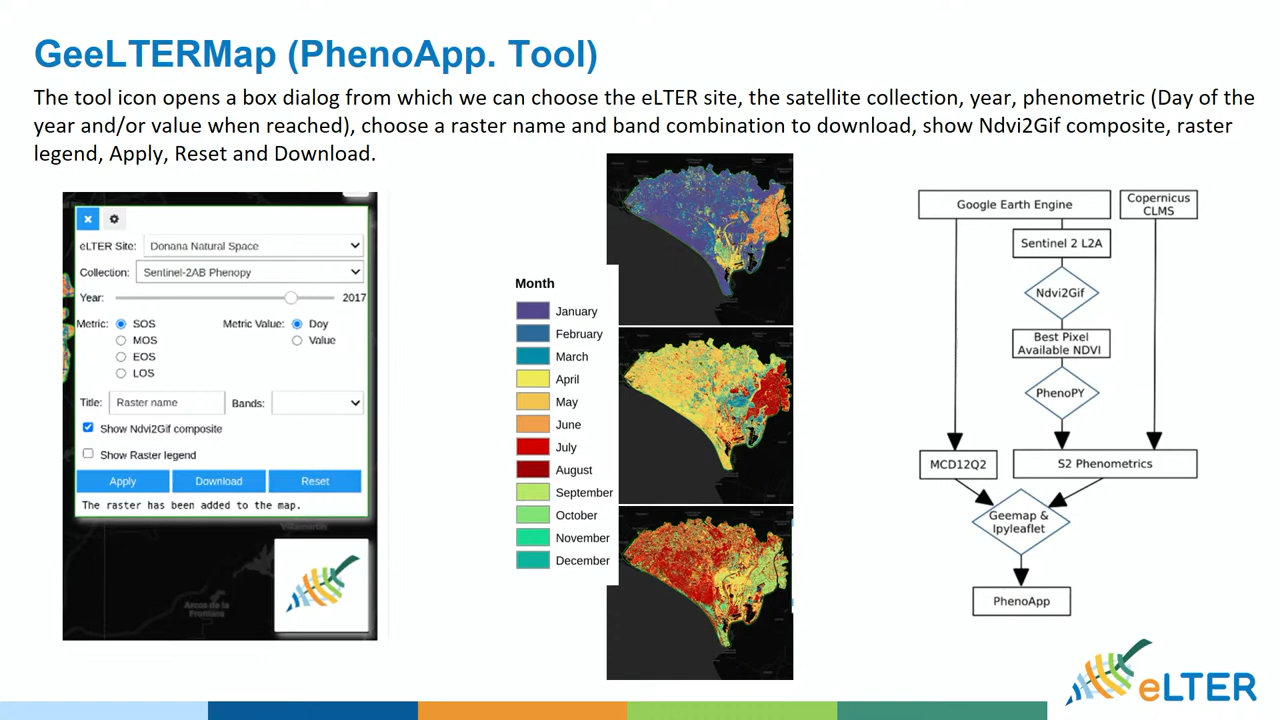 GeeLTERMap (PhenoApp. Tool)
The tool icon opens a box dialog from which we can choose the eLTER site, the satellite collection, year, phenometric (Day of the
year and/or value when reached), choose a raster name and band combination to download, show Ndvi2Gif composite, raster
legend, Apply, Reset and Download.
eLTER Site: Donana Natural Space
Collection: Sentinel-2AB Phenopy
Year: 2017
Metric: SOS Metric Value: Doy
MOS Value
EOS
LOS
Title: Raster name Bands:
Show Ndvi2Gif composite
Show Raster legend
Apply Download Reset
The raster has been added to the map.
Arcos de la
Frontera
Month
January
February
March
April
May
June
July
August
September
October
November
December
Google Earth Engine
Copernicus
CLMS
Sentinel 2 L2A
Ndvi2Gif
Best Pixel
Available NDVI
PhenoPY
MCD12Q2
S2 Phenometrics
Geemap &
Ipyleaflet
PhenoApp
eLTER